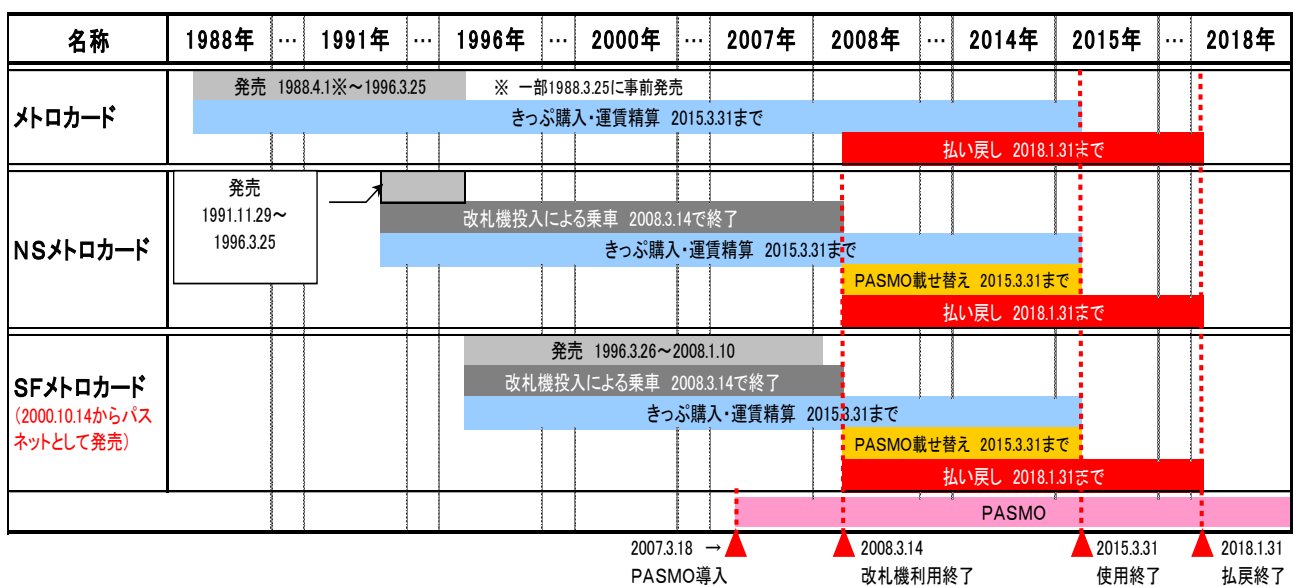 名称 1988年 … 1991年 … 1996年 … 2000年 … 2007年 2008年 … 2014年 2015年 … 2018年
メトロカード
発売 1988.4.1※～1996.3.25 ※ 一部1988.3.25に事前発売
きっぷ購入・運賃精算 2015.3.31まで
払い戻し 2018.1.31まで
NSメトロカード
発売
1991.11.29～
1996.3.25
改札機投入による乗車 2008.3.14で終了
きっぷ購入・運賃精算 2015.3.31まで
PASMO載せ替え 2015.3.31まで
払い戻し 2018.1.31まで
SFメトロカード
(2000.10.14からパス
ネットとして発売)
発売 1996.3.26～2008.1.10
改札機投入による乗車 2008.3.14で終了
きっぷ購入・運賃精算 2015.3.31まで
PASMO載せ替え 2015.3.31まで
払い戻し 2018.1.31まで
PASMO
2007.3.18 →
PASMO導入
2008.3.14
改札機利用終了
2015.3.31
使用終了
2018.1.31
払戻終了